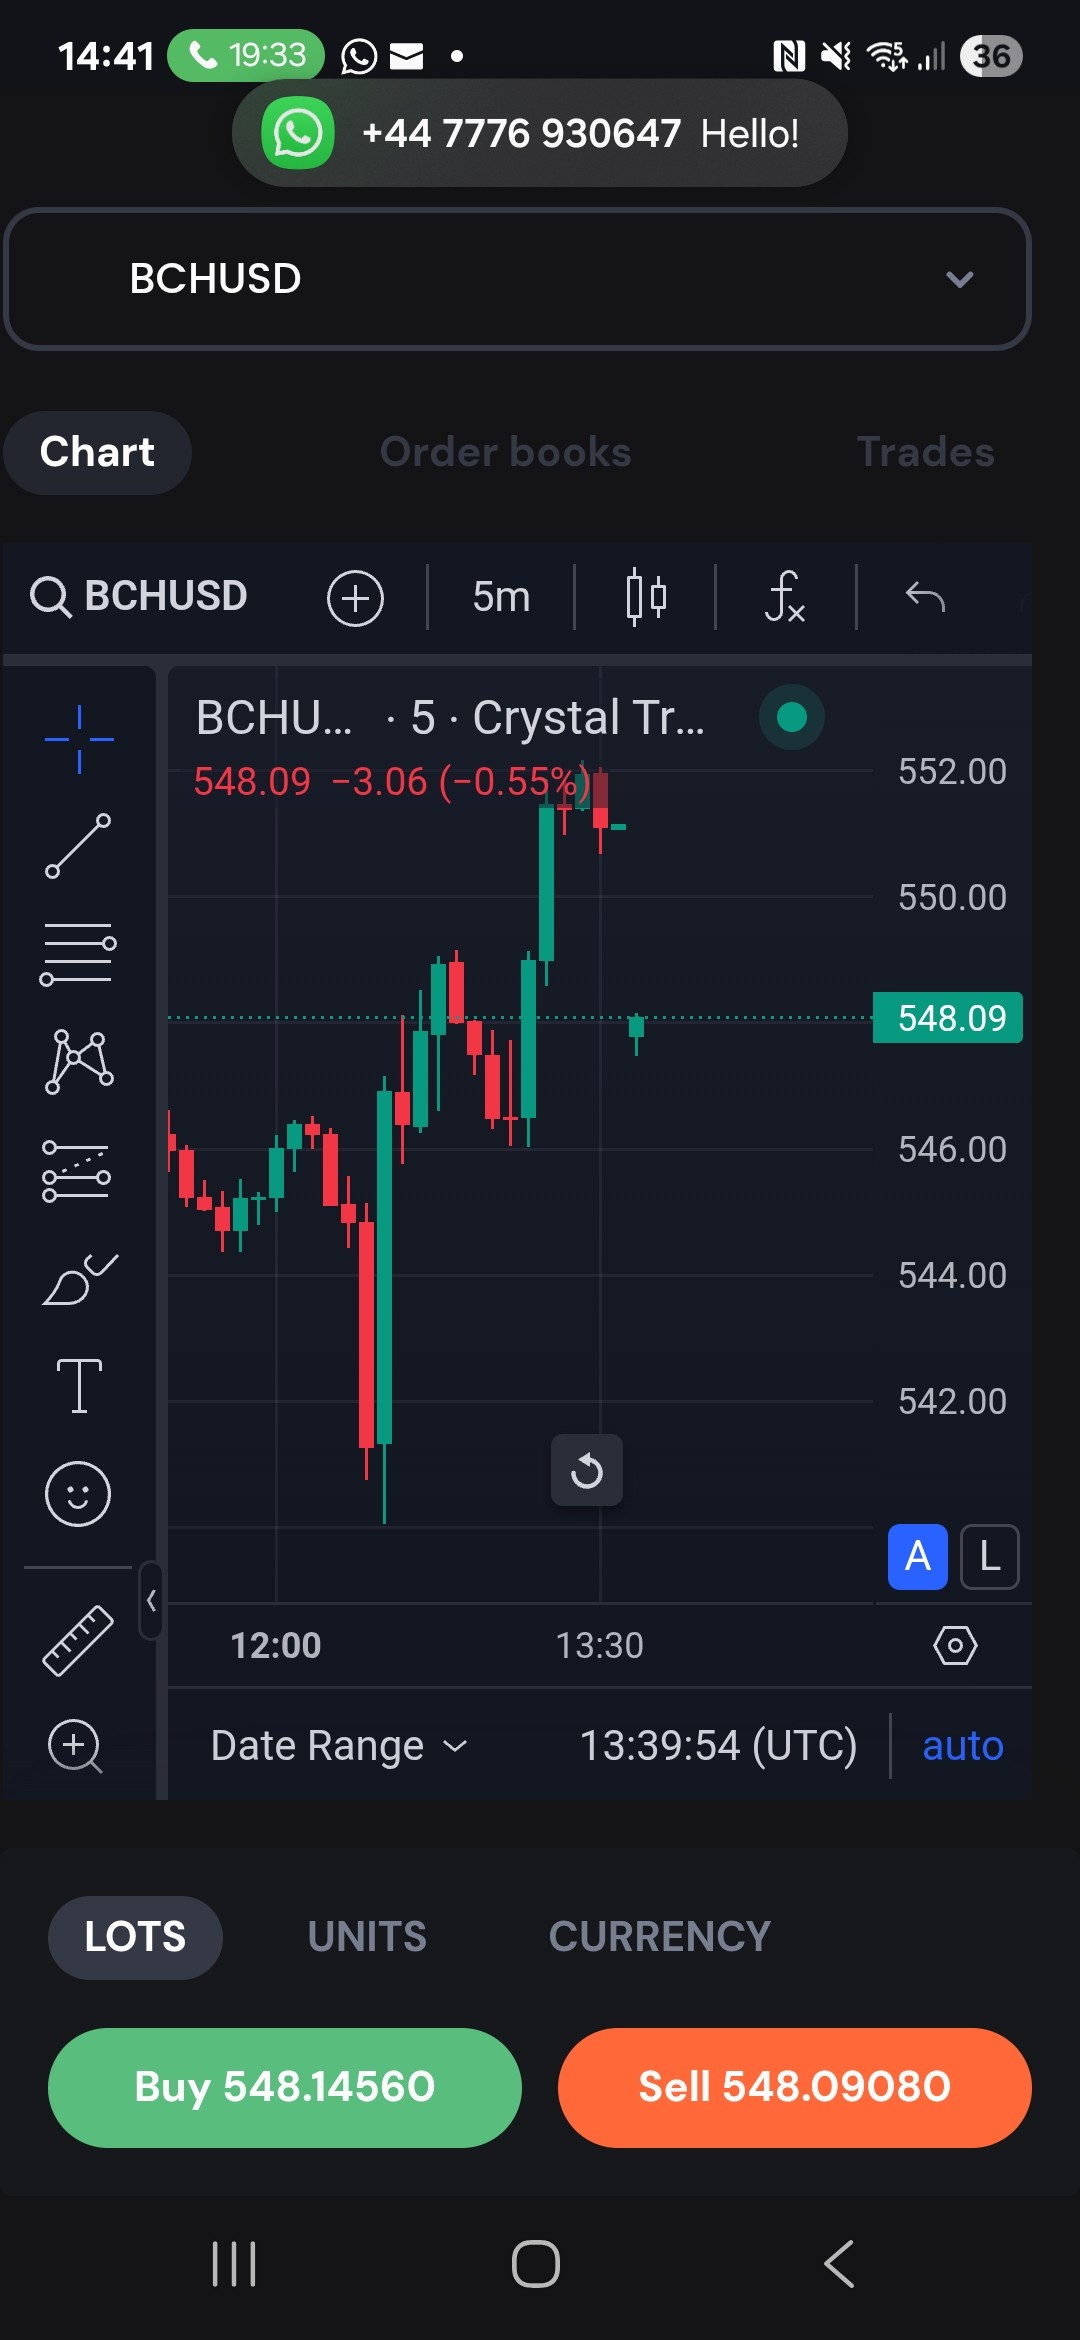 14:41 19:33 36
+44 7776 930647 Hello!
BCHUSD
Chart Order books Trades
BCHUSD 5m
BCHU... · 5 · Crystal Tr...
548.09 −3.06 (−0.55%)
552.00
550.00
548.09
546.00
544.00
542.00
A L
12:00 13:30
Date Range 13:39:54 (UTC) auto
LOTS UNITS CURRENCY
Buy 548.14560 Sell 548.09080